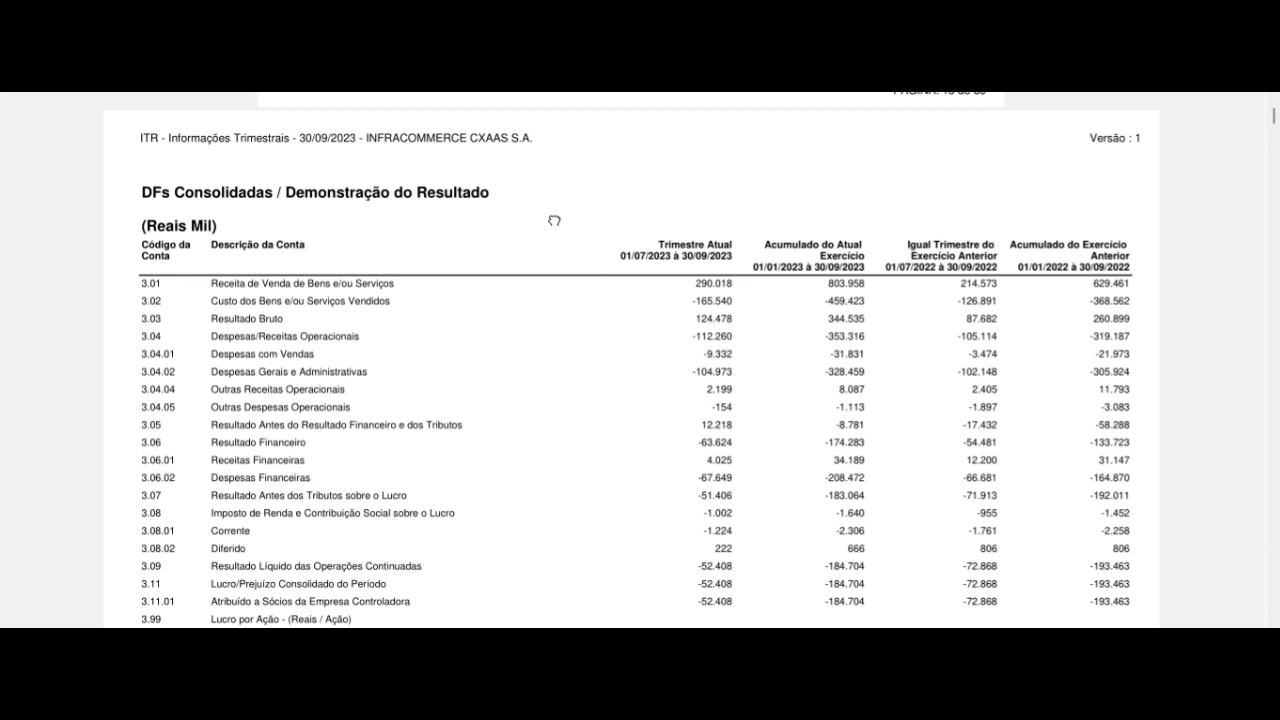 ITR - Informações Trimestrais - 30/09/2023 - INFRACOMMERCE CXAAS S.A. Versão : 1
DFs Consolidadas / Demonstração do Resultado
(Reais Mil)
Código da Conta Descrição da Conta Trimestre Atual 01/07/2023 à 30/09/2023 Acumulado do Atual Exercício 01/01/2023 à 30/09/2023 Igual Trimestre do Exercício Anterior 01/07/2022 à 30/09/2022 Acumulado do Exercício Anterior 01/01/2022 à 30/09/2022
3.01 Receita de Venda de Bens e/ou Serviços 290.018 803.958 214.573 629.461
3.02 Custo dos Bens e/ou Serviços Vendidos -165.540 -459.423 -126.891 -368.562
3.03 Resultado Bruto 124.478 344.535 87.682 260.899
3.04 Despesas/Receitas Operacionais -112.260 -353.316 -105.114 -319.187
3.04.01 Despesas com Vendas -9.332 -31.831 -3.474 -21.973
3.04.02 Despesas Gerais e Administrativas -104.973 -328.459 -102.148 -305.924
3.04.04 Outras Receitas Operacionais 2.199 8.087 2.405 11.793
3.04.05 Outras Despesas Operacionais -154 -1.113 -1.897 -3.083
3.05 Resultado Antes do Resultado Financeiro e dos Tributos 12.218 -8.781 -17.432 -58.288
3.06 Resultado Financeiro -63.624 -174.283 -54.481 -133.723
3.06.01 Receitas Financeiras 4.025 34.189 12.200 31.147
3.06.02 Despesas Financeiras -67.649 -208.472 -66.681 -164.870
3.07 Resultado Antes dos Tributos sobre o Lucro -51.406 -183.064 -71.913 -192.011
3.08 Imposto de Renda e Contribuição Social sobre o Lucro -1.002 -1.640 -955 -1.452
3.08.01 Corrente -1.224 -2.306 -1.761 -2.258
3.08.02 Diferido 222 666 806 806
3.09 Resultado Líquido das Operações Continuadas -52.408 -184.704 -72.868 -193.463
3.11 Lucro/Prejuízo Consolidado do Período -52.408 -184.704 -72.868 -193.463
3.11.01 Atribuído a Sócios da Empresa Controladora -52.408 -184.704 -72.868 -193.463
3.99 Lucro por Ação - (Reais / Ação)